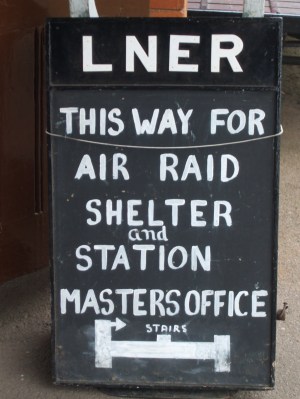 LNER
THIS WAY FOR
AIR RAID
SHELTER
and
STATION
MASTERS OFFICE
STAIRS